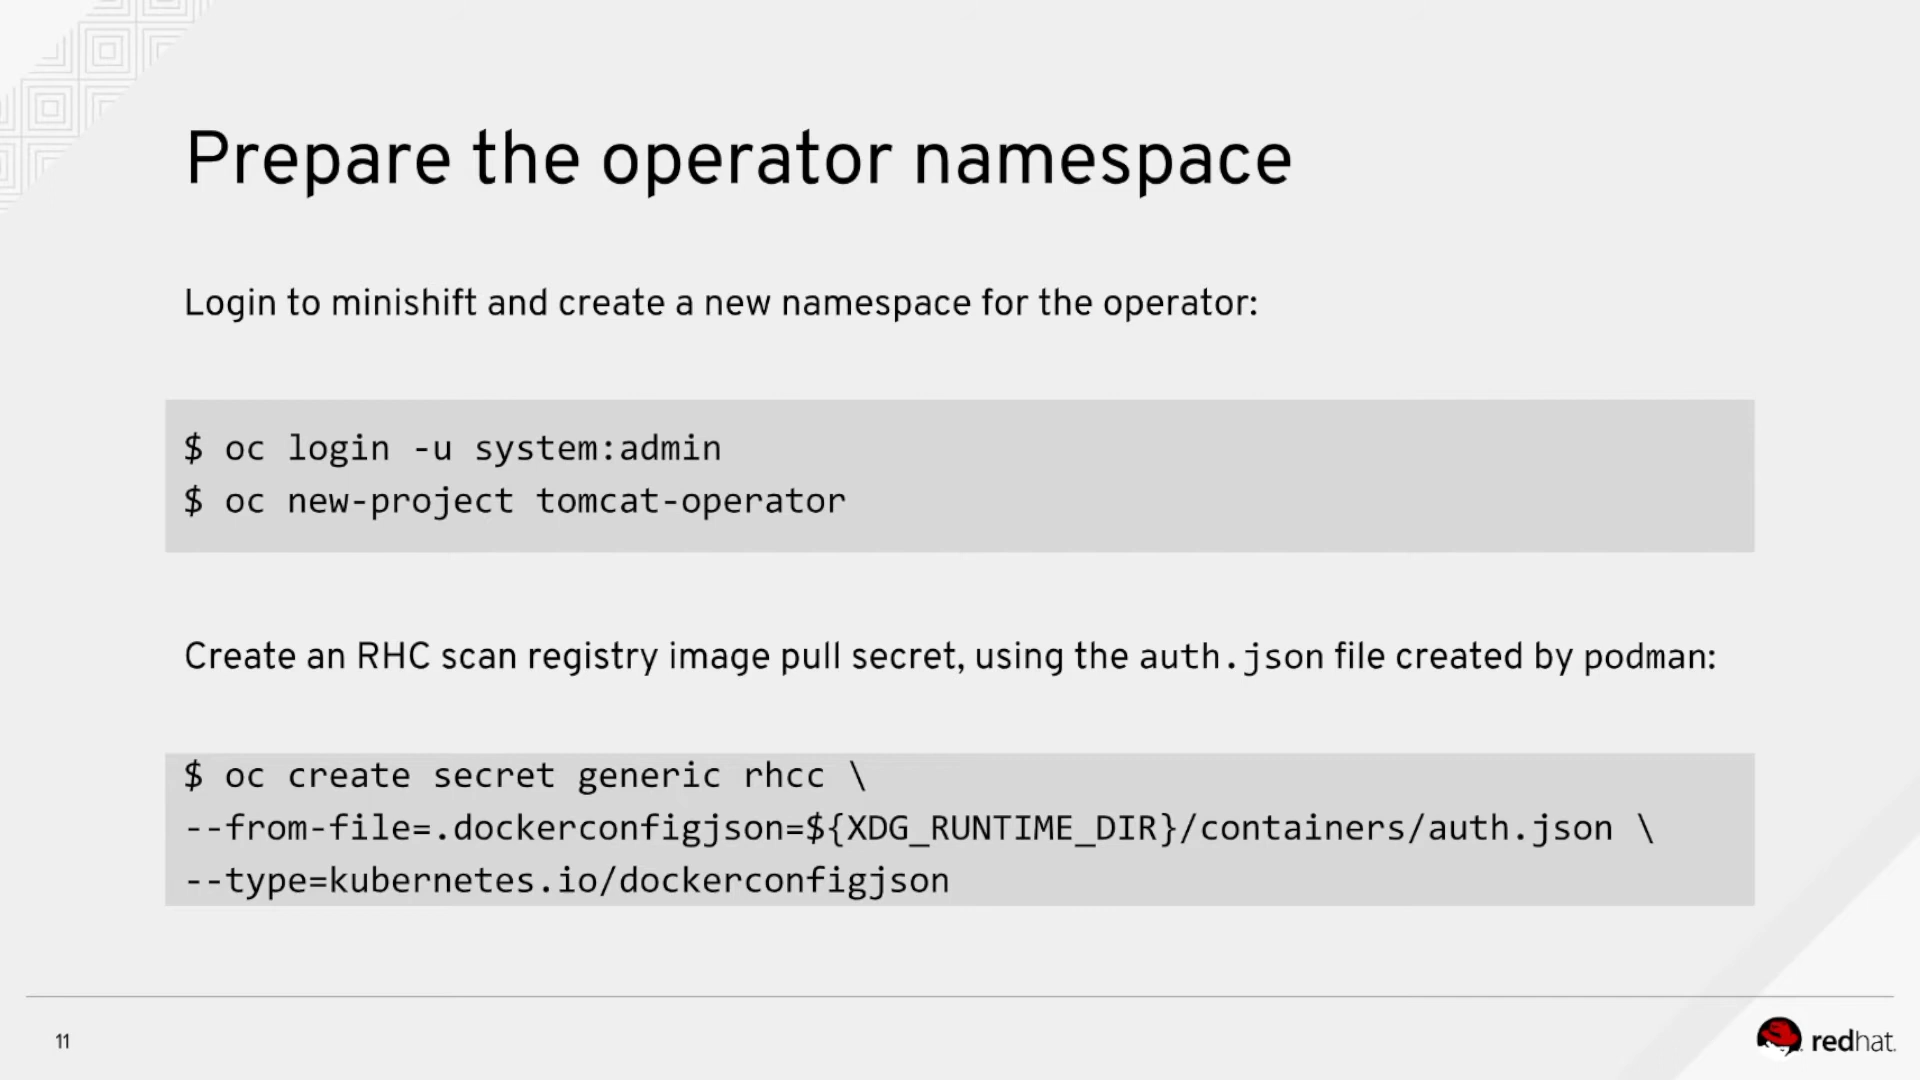 Prepare the operator namespace
Login to minishift and create a new namespace for the operator:
$ oc login -u system:admin
$ oc new-project tomcat-operator
Create an RHC scan registry image pull secret, using the auth.json file created by podman:
$ oc create secret generic rhcc \
--from-file=.dockerconfigjson=${XDG_RUNTIME_DIR}/containers/auth.json \
--type=kubernetes.io/dockerconfigjson
11
redhat.